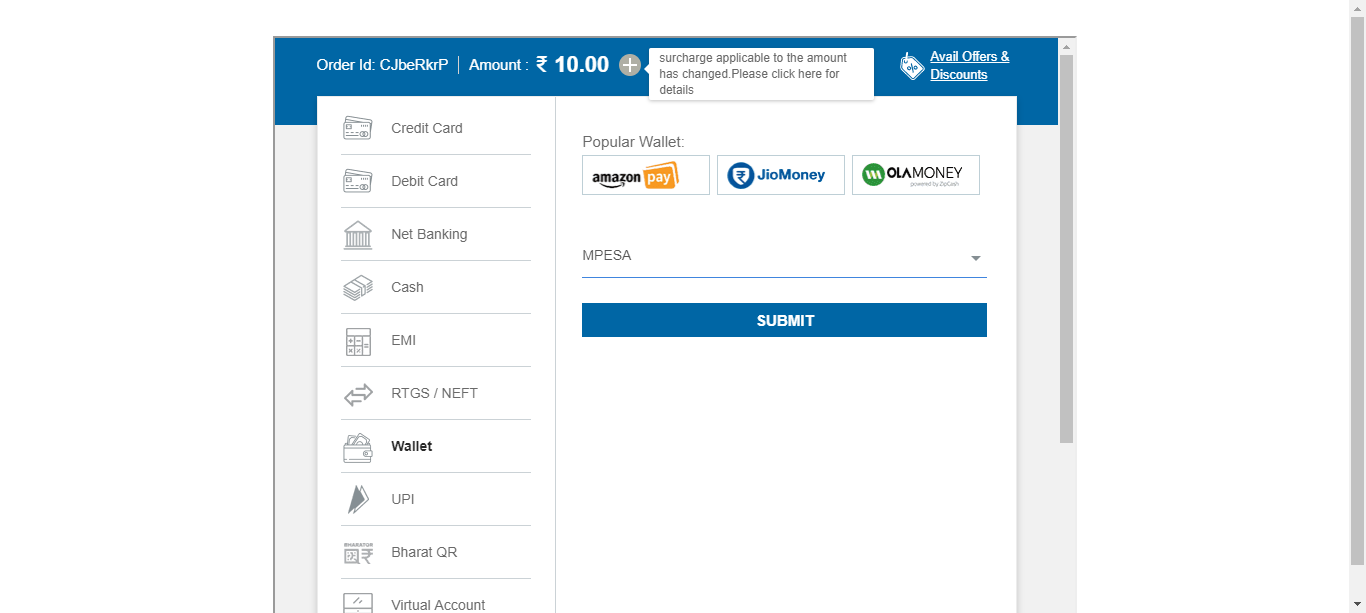 Order Id: CJbeRkrP | Amount : ₹ 10.00
surcharge applicable to the amount
has changed.Please click here for
details
Avail Offers &
Discounts
Credit Card
Debit Card
Net Banking
Cash
EMI
RTGS / NEFT
Wallet
UPI
BHARATQR
Bharat QR
Virtual Account
Popular Wallet:
amazon pay
JioMoney
OLAMONEY
powered by ZipCash
MPESA
SUBMIT